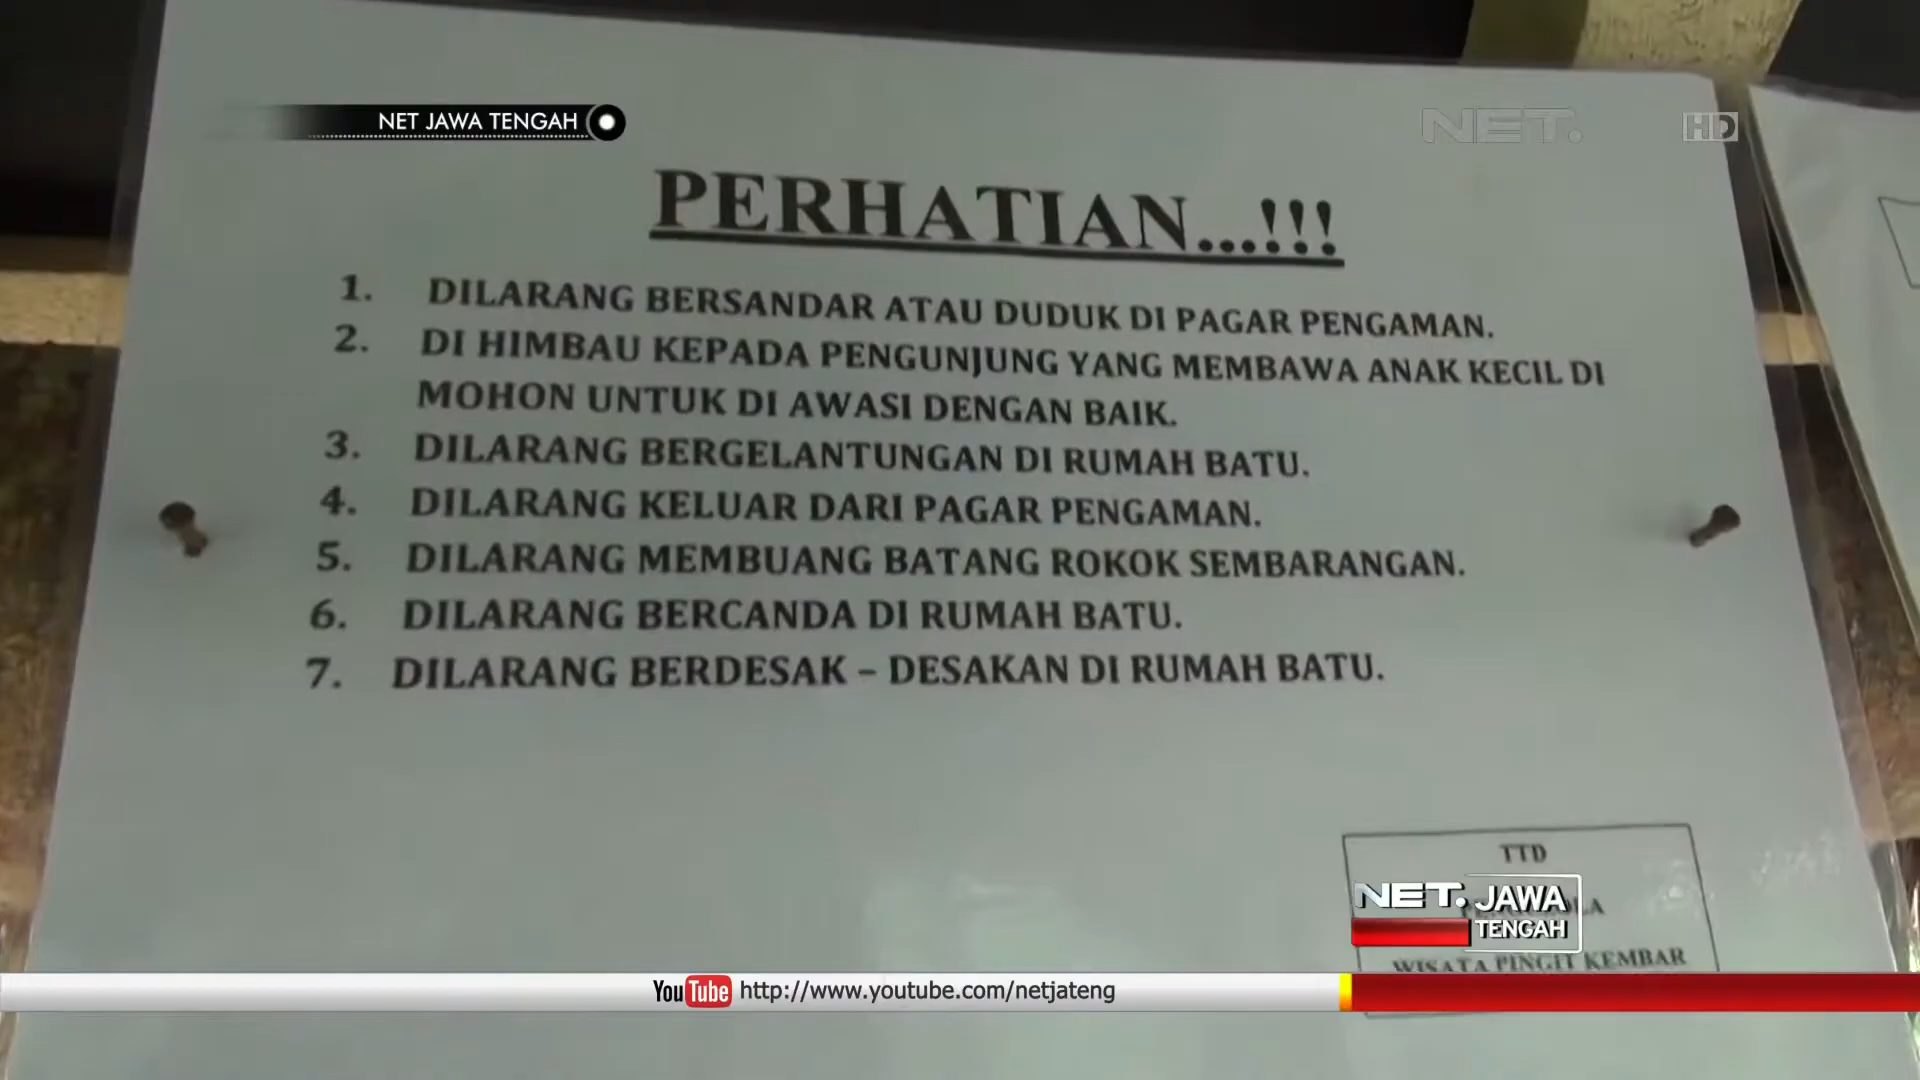 NET JAWA TENGAH
NET.
HD
PERHATIAN...!!!
1. DILARANG BERSANDAR ATAU DUDUK DI PAGAR PENGAMAN.
2. DI HIMBAU KEPADA PENGUNJUNG YANG MEMBAWA ANAK KECIL DI
MOHON UNTUK DI AWASI DENGAN BAIK.
3. DILARANG BERGELANTUNGAN DI RUMAH BATU.
4. DILARANG KELUAR DARI PAGAR PENGAMAN.
5. DILARANG MEMBUANG BATANG ROKOK SEMBARANGAN.
6. DILARANG BERCANDA DI RUMAH BATU.
7. DILARANG BERDESAK – DESAKAN DI RUMAH BATU.
TTD
NET. JAWA
TENGAH
WISATA PINGIT KEMBAR
YouTube http://www.youtube.com/netjateng